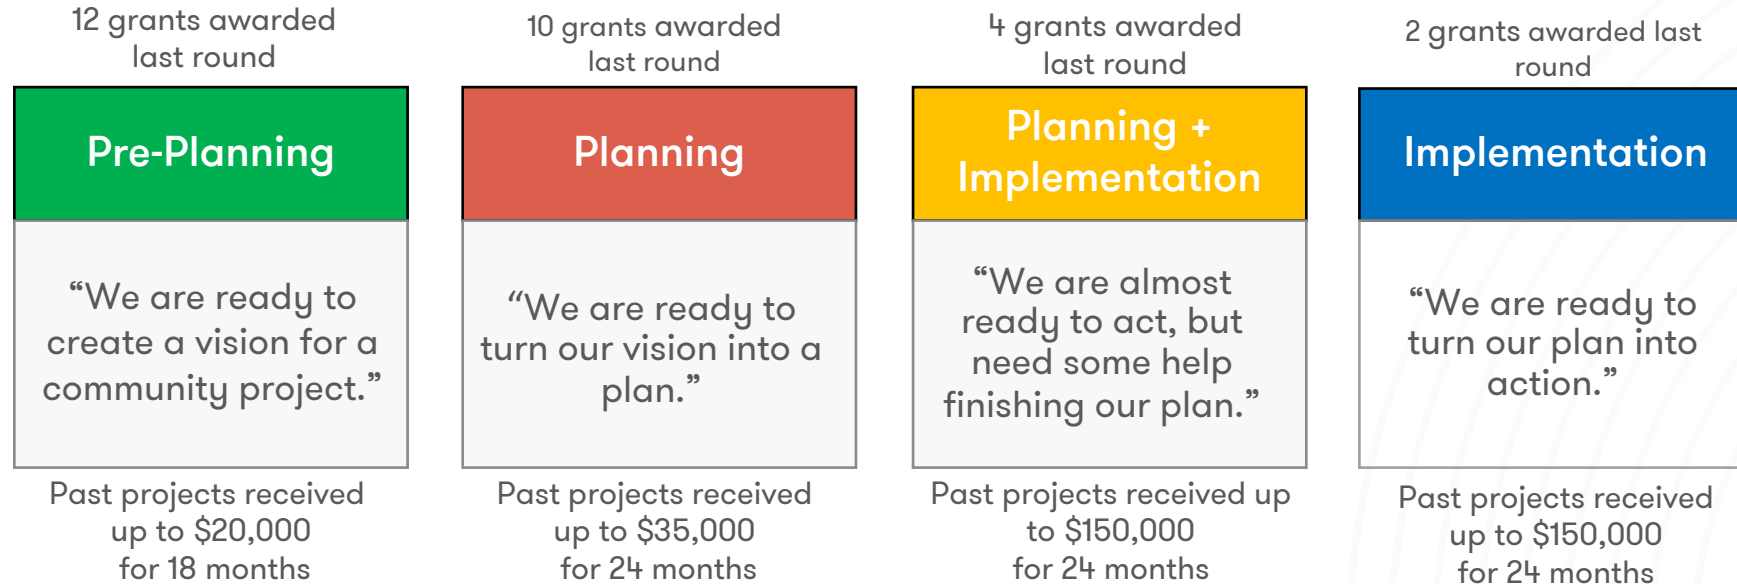 12 grants awarded
last round
Pre-Planning
“We are ready to
create a vision for a
community project.”
Past projects received
up to $20,000
for 18 months
10 grants awarded
last round
Planning
“We are ready to
turn our vision into a
plan.”
Past projects received
up to $35,000
for 24 months
4 grants awarded
last round
Planning +
Implementation
“We are almost
ready to act, but
need some help
finishing our plan.”
Past projects received up
to $150,000
for 24 months
2 grants awarded last
round
Implementation
“We are ready to
turn our plan into
action.”
Past projects received
up to $150,000
for 24 months